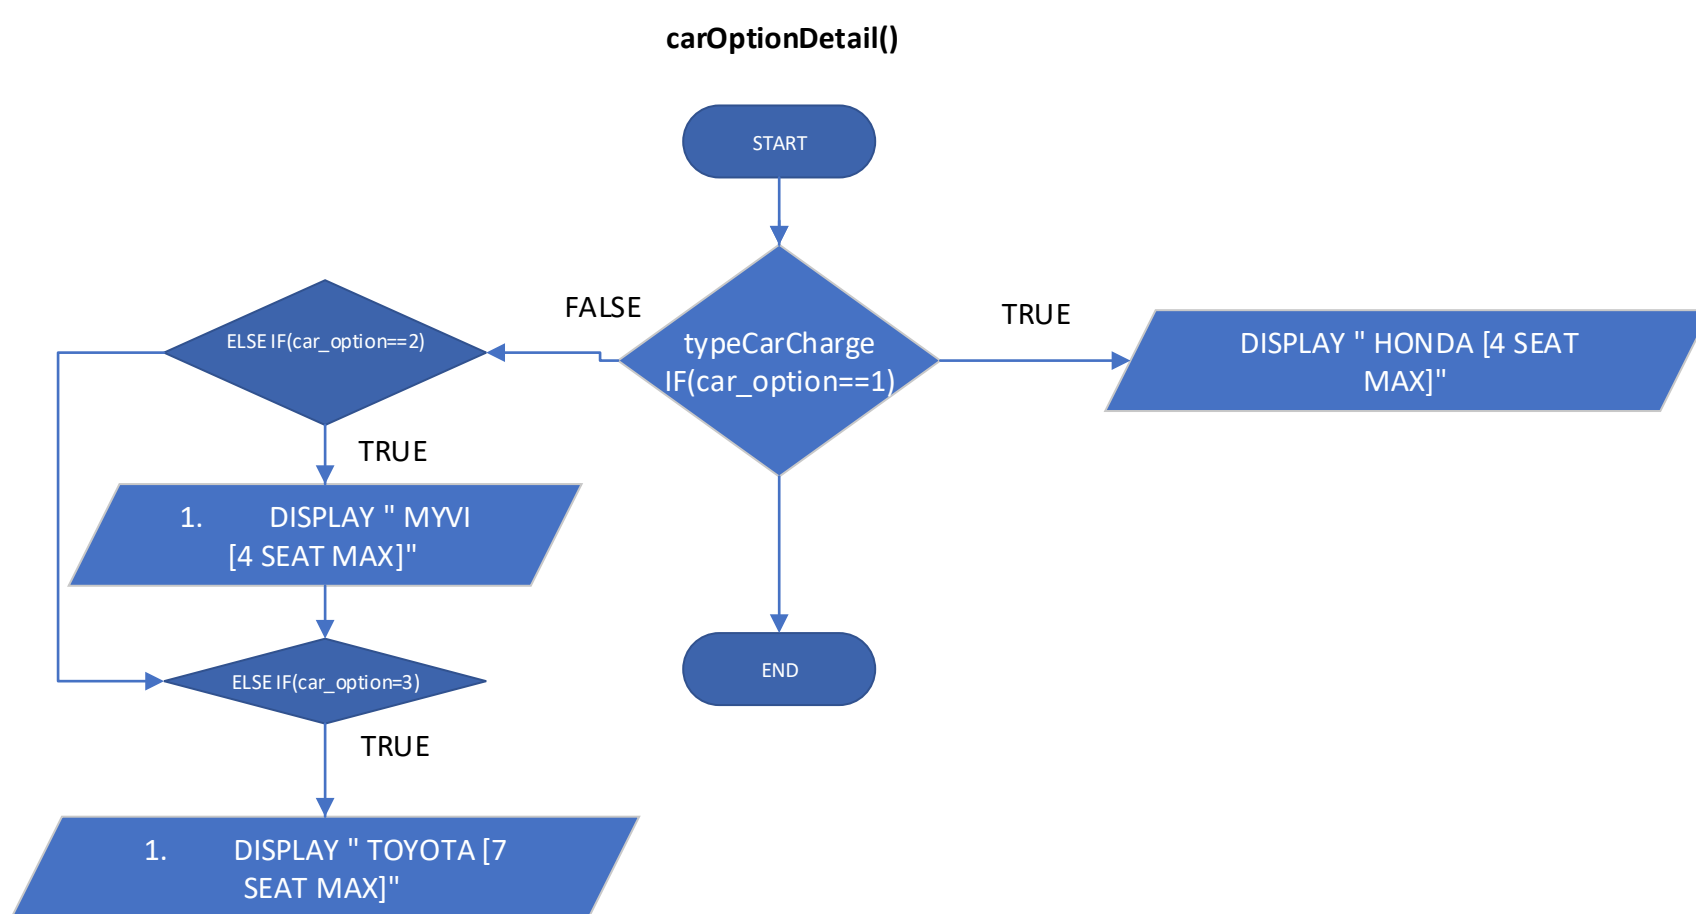 carOptionDetail()
START
FALSE
TRUE
ELSE IF(car_option==2)
typeCarCharge
IF(car_option==1)
DISPLAY " HONDA [4 SEAT
MAX]"
TRUE
1. DISPLAY " MYVI
[4 SEAT MAX]"
END
ELSE IF(car_option=3)
TRUE
1. DISPLAY " TOYOTA [7
SEAT MAX]"